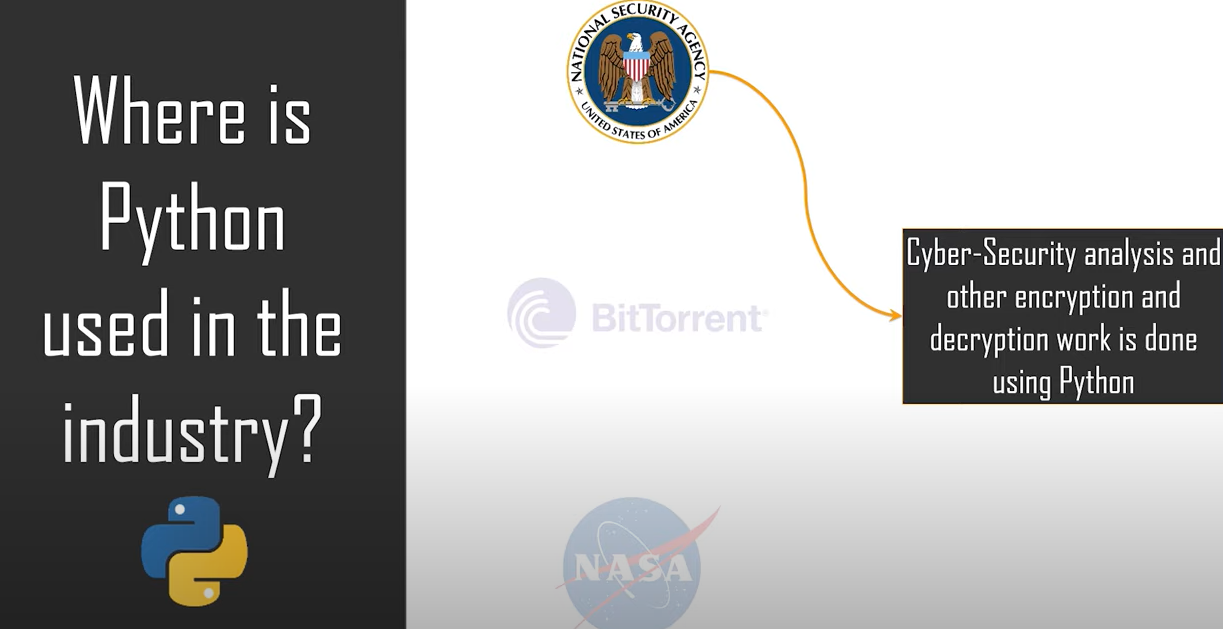 Where is
Python
used in the
industry?
NATIONAL SECURITY AGENCY
UNITED STATES OF AMERICA
BitTorrent®
Cyber-Security analysis and
other encryption and
decryption work is done
using Python
NASA